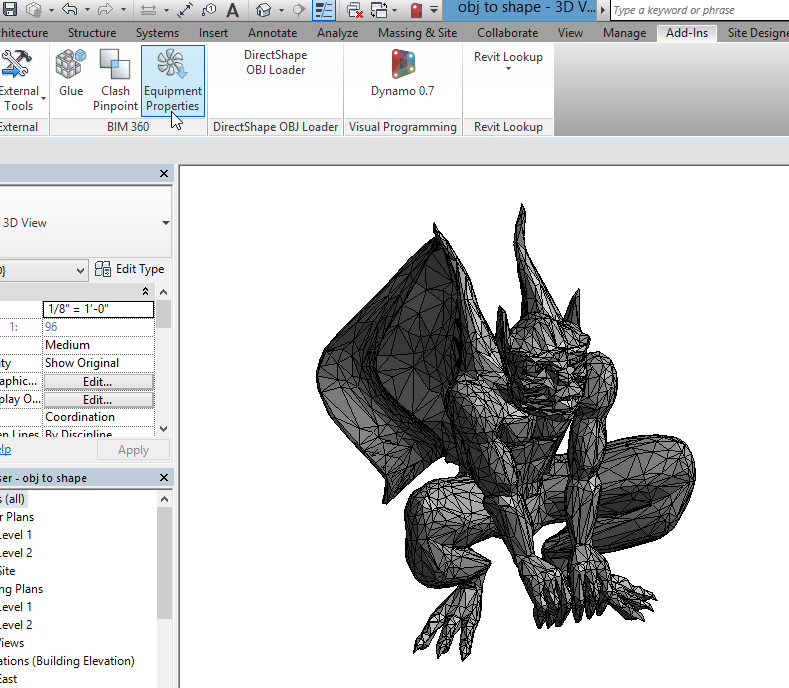 obj to shape - 3D V...
Type a keyword or phrase
hitecture Structure Systems Insert Annotate Analyze Massing & Site Collaborate View Manage Add-Ins Site Designe
External
Tools
Glue
Clash
Pinpoint
Equipment
Properties
DirectShape
OBJ Loader
Dynamo 0.7
Revit Lookup
External BIM 360 DirectShape OBJ Loader Visual Programming Revit Lookup
3D View
Edit Type
1/8" = 1'-0"
1: 96
Medium
ity Show Original
aphic... Edit...
play O... Edit...
Coordination
en Lines By Discipline
elp Apply
ser - obj to shape
s (all)
r Plans
Level 1
Level 2
Site
ng Plans
Level 1
Level 2
Views
ations (Building Elevation)
East